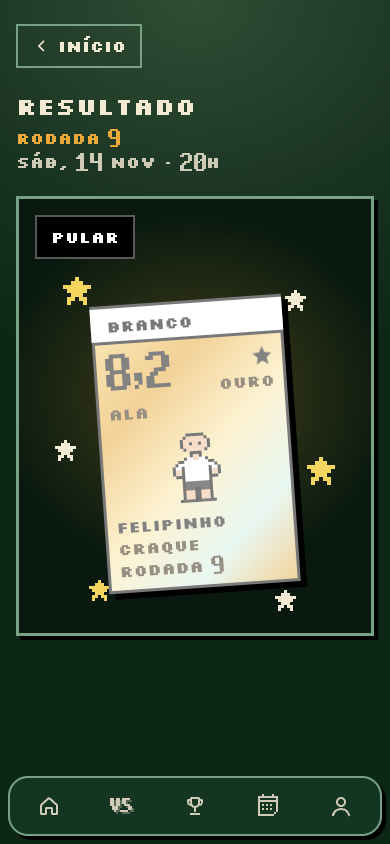 INÍCIO
RESULTADO
RODADA 9
SÁB, 14 NOV · 20H
PULAR
BRANCO
8,2
OURO
ALA
FELIPINHO
CRAQUE
RODADA 9
VS